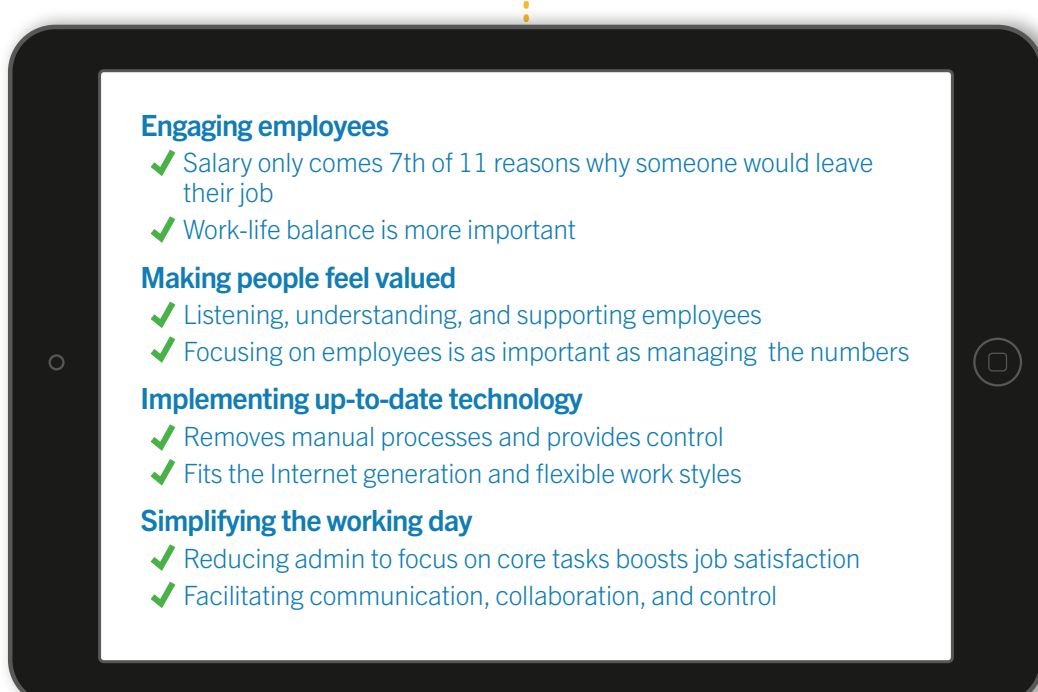 Engaging employees
Salary only comes 7th of 11 reasons why someone would leave
their job
Work-life balance is more important
Making people feel valued
Listening, understanding, and supporting employees
Focusing on employees is as important as managing  the numbers
Implementing up-to-date technology
Removes manual processes and provides control
Fits the Internet generation and flexible work styles
Simplifying the working day
Reducing admin to focus on core tasks boosts job satisfaction
Facilitating communication, collaboration, and control